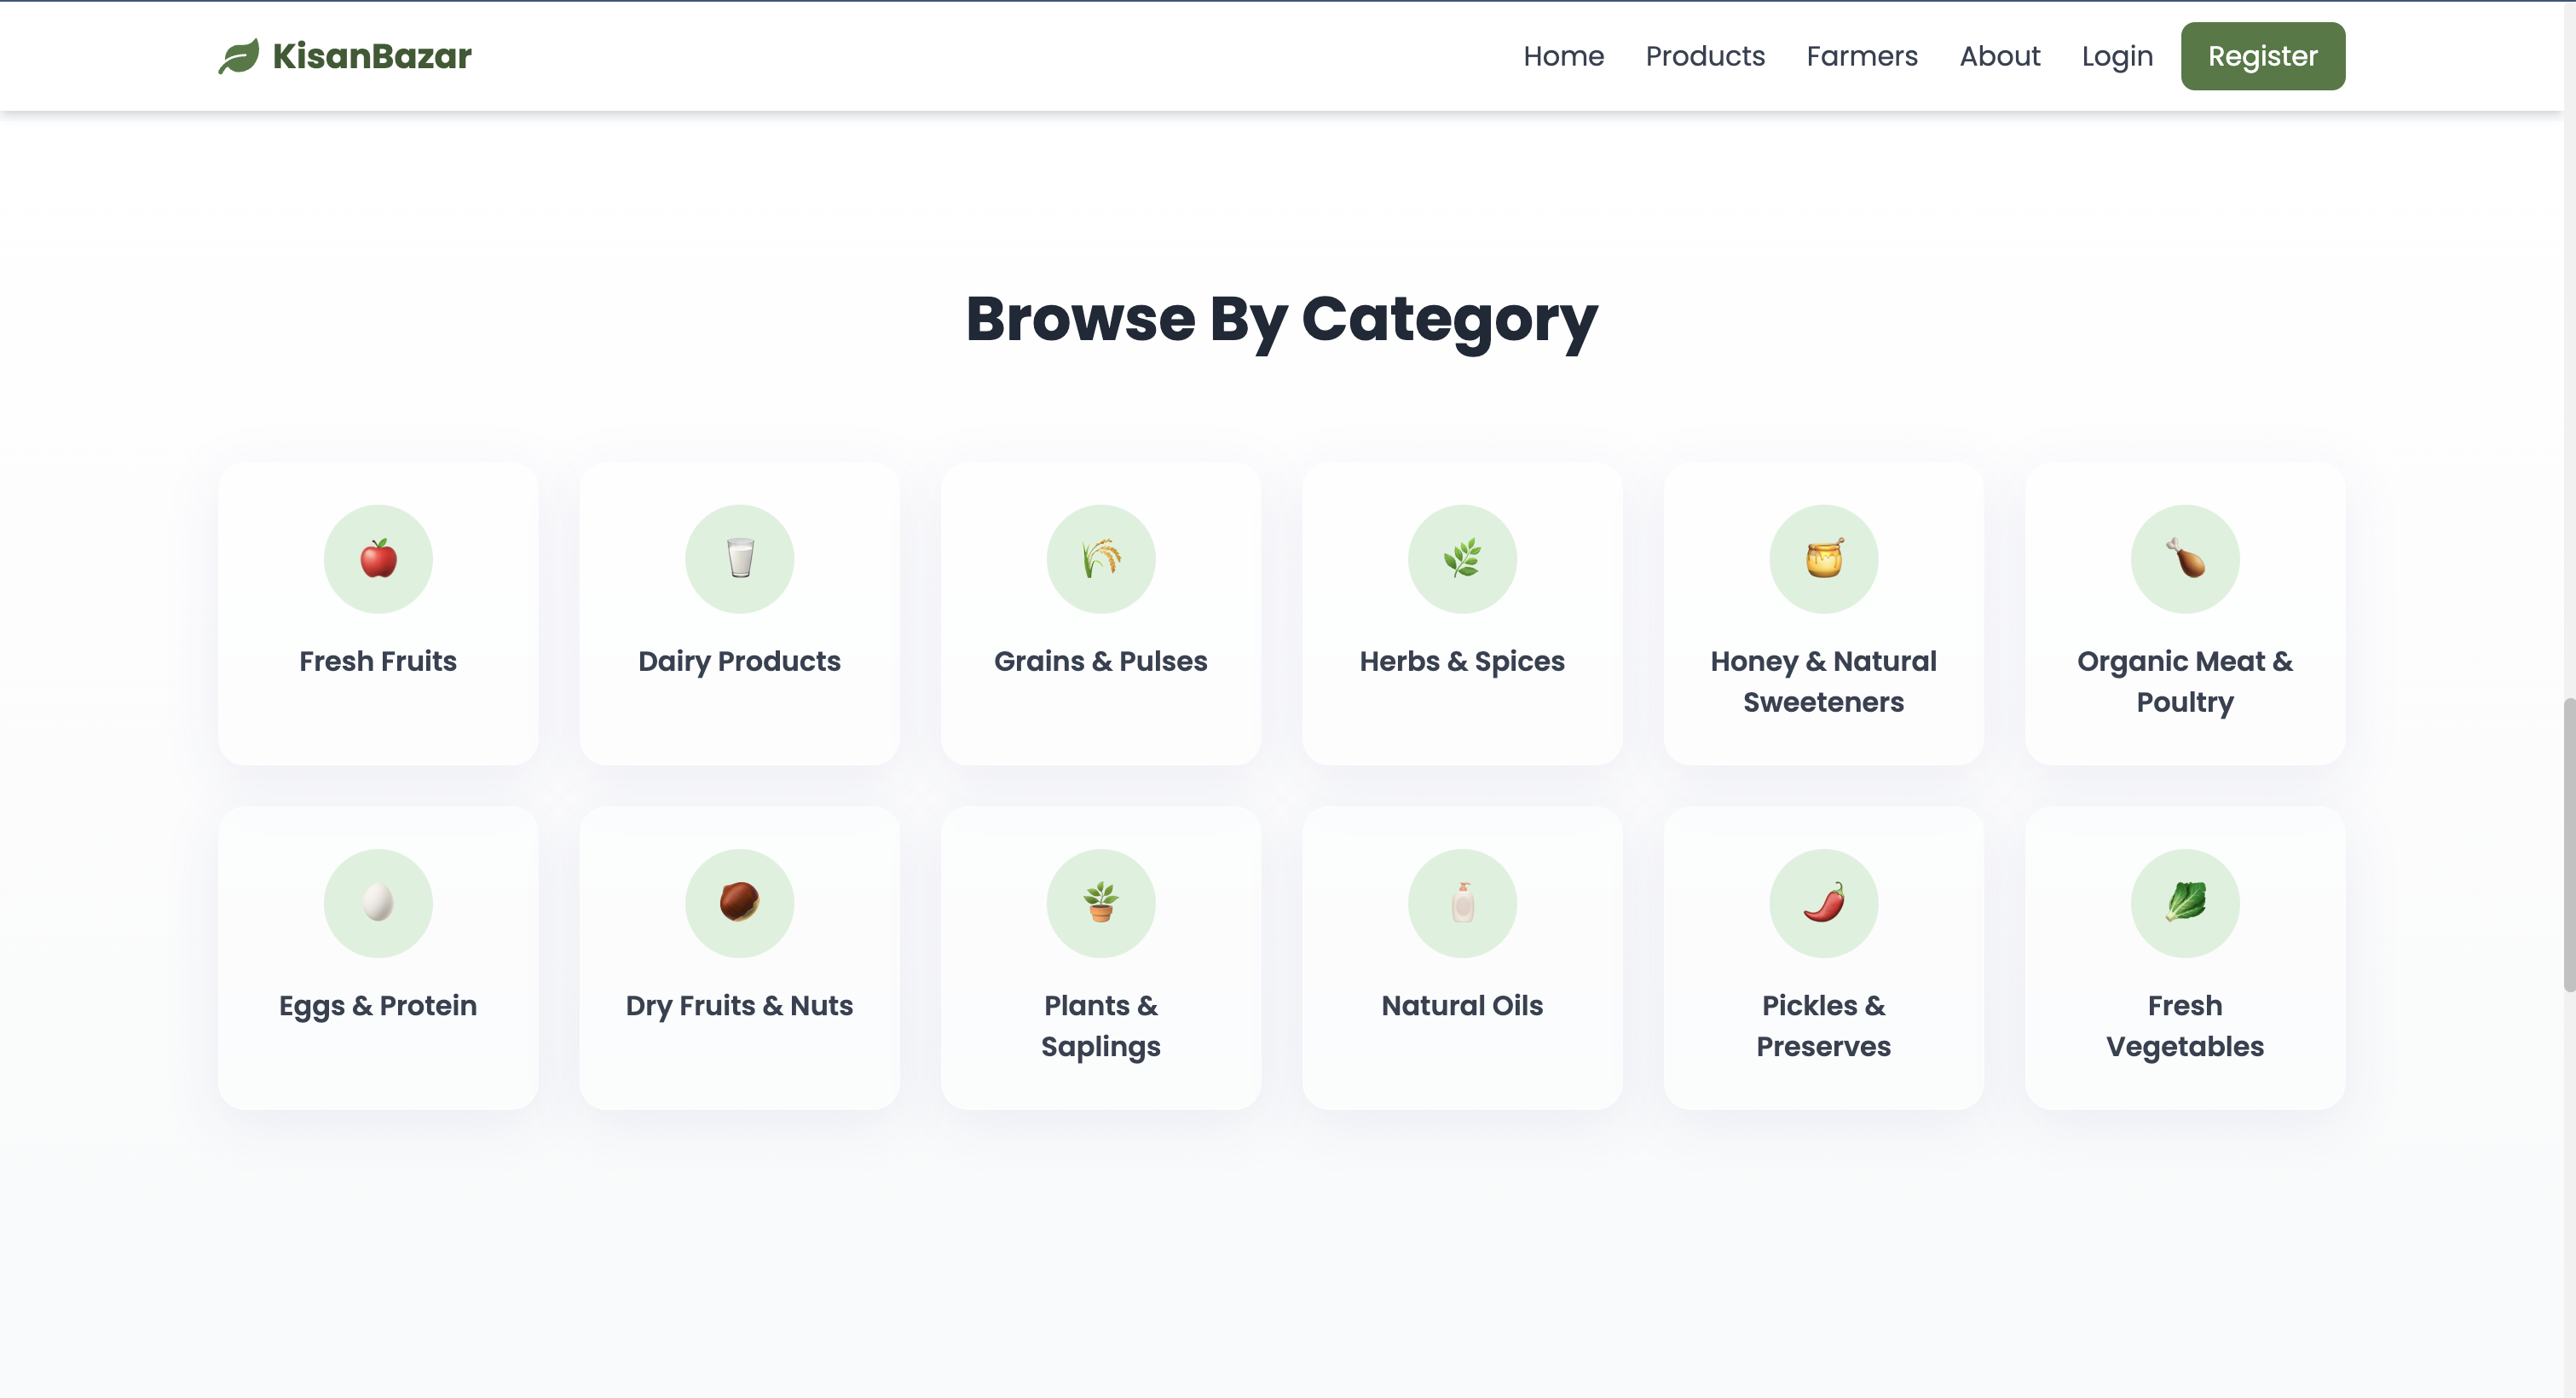 KisanBazar
Home
Products
Farmers
About
Login
Register
Browse By Category
Fresh Fruits
Dairy Products
Grains & Pulses
Herbs & Spices
Honey & Natural
Sweeteners
Organic Meat &
Poultry
Eggs & Protein
Dry Fruits & Nuts
Plants &
Saplings
Natural Oils
Pickles &
Preserves
Fresh
Vegetables